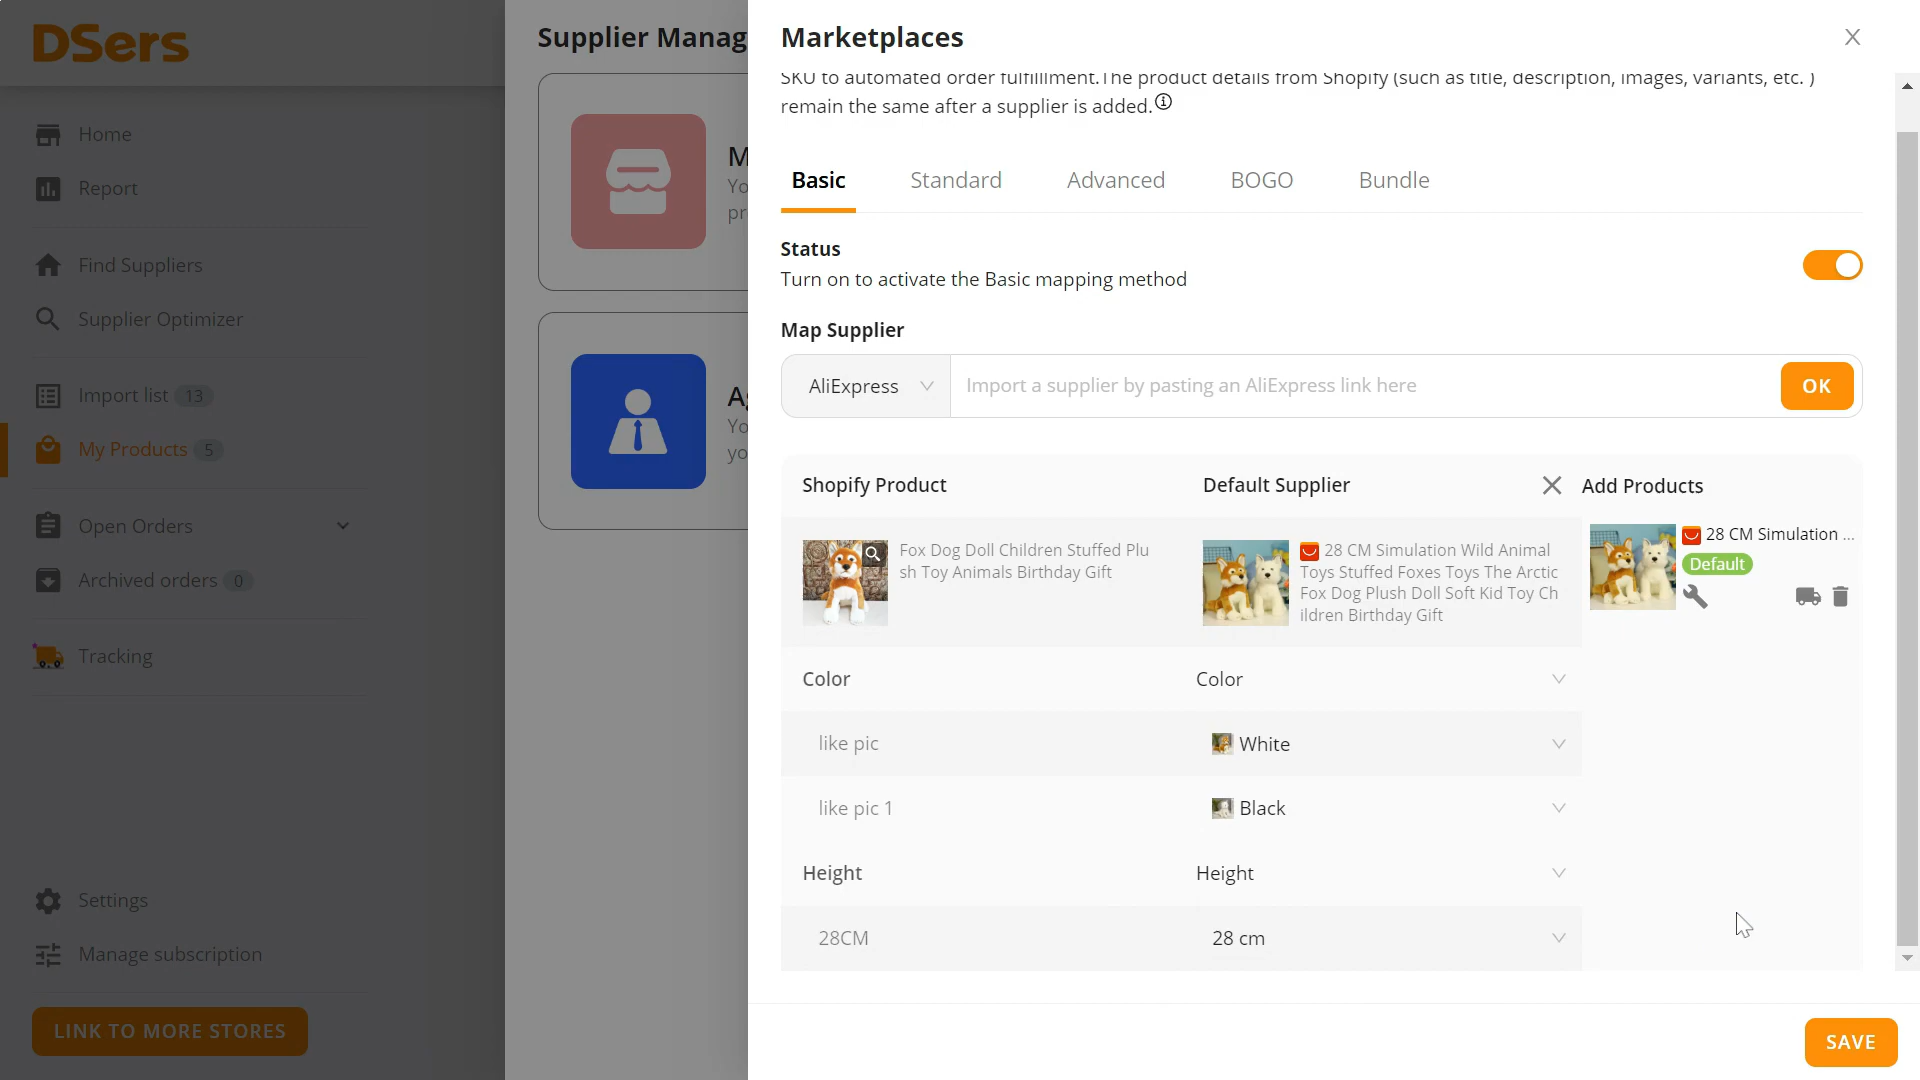 DSers
Home
Report
Find Suppliers
Supplier Optimizer
Import list 13
My Products 5
Open Orders
Archived orders 0
Tracking
Settings
Manage subscription
LINK TO MORE STORES
Supplier Manag
M
Yo
pr
Ag
Yo
yo
Marketplaces
SKU to automated order fulfillment.The product details from Shopify (such as title, description, images, variants, etc. )
remain the same after a supplier is added.
Basic
Standard
Advanced
BOGO
Bundle
Status
Turn on to activate the Basic mapping method
Map Supplier
AliExpress
Import a supplier by pasting an AliExpress link here
OK
Shopify Product
Default Supplier
Add Products
Fox Dog Doll Children Stuffed Plu
sh Toy Animals Birthday Gift
28 CM Simulation Wild Animal
Toys Stuffed Foxes Toys The Arctic
Fox Dog Plush Doll Soft Kid Toy Ch
ildren Birthday Gift
28 CM Simulation ...
Default
Color
Color
like pic
White
like pic 1
Black
Height
Height
28CM
28 cm
SAVE